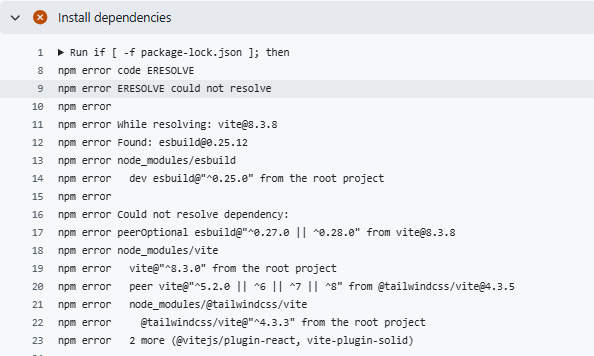 Install dependencies
1 ▶ Run if [ -f package-lock.json ]; then
8 npm error code ERESOLVE
9 npm error ERESOLVE could not resolve
10 npm error
11 npm error While resolving: vite@8.3.8
12 npm error Found: esbuild@0.25.12
13 npm error node_modules/esbuild
14 npm error   dev esbuild@"^0.25.0" from the root project
15 npm error
16 npm error Could not resolve dependency:
17 npm error peerOptional esbuild@"^0.27.0 || ^0.28.0" from vite@8.3.8
18 npm error node_modules/vite
19 npm error   vite@"^8.3.0" from the root project
20 npm error   peer vite@"^5.2.0 || ^6 || ^7 || ^8" from @tailwindcss/vite@4.3.5
21 npm error   node_modules/@tailwindcss/vite
22 npm error     @tailwindcss/vite@"^4.3.3" from the root project
23 npm error   2 more (@vitejs/plugin-react, vite-plugin-solid)